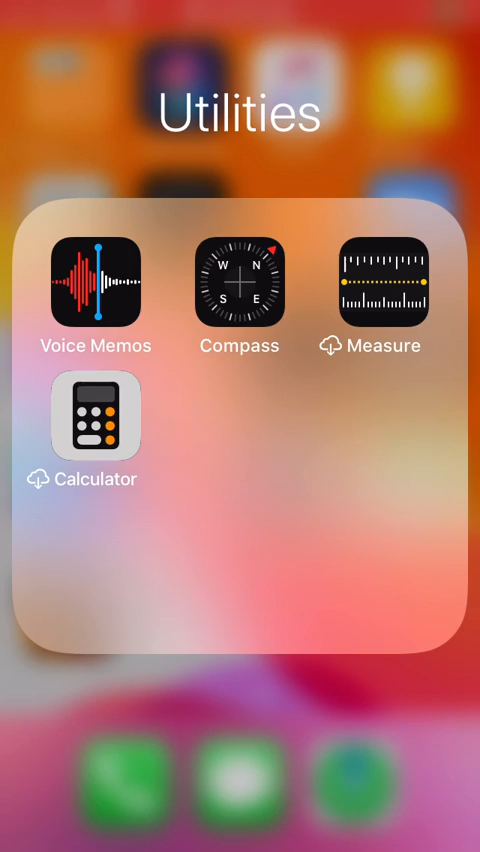 Utilities
W N
S E
Voice Memos
Compass
Measure
Calculator